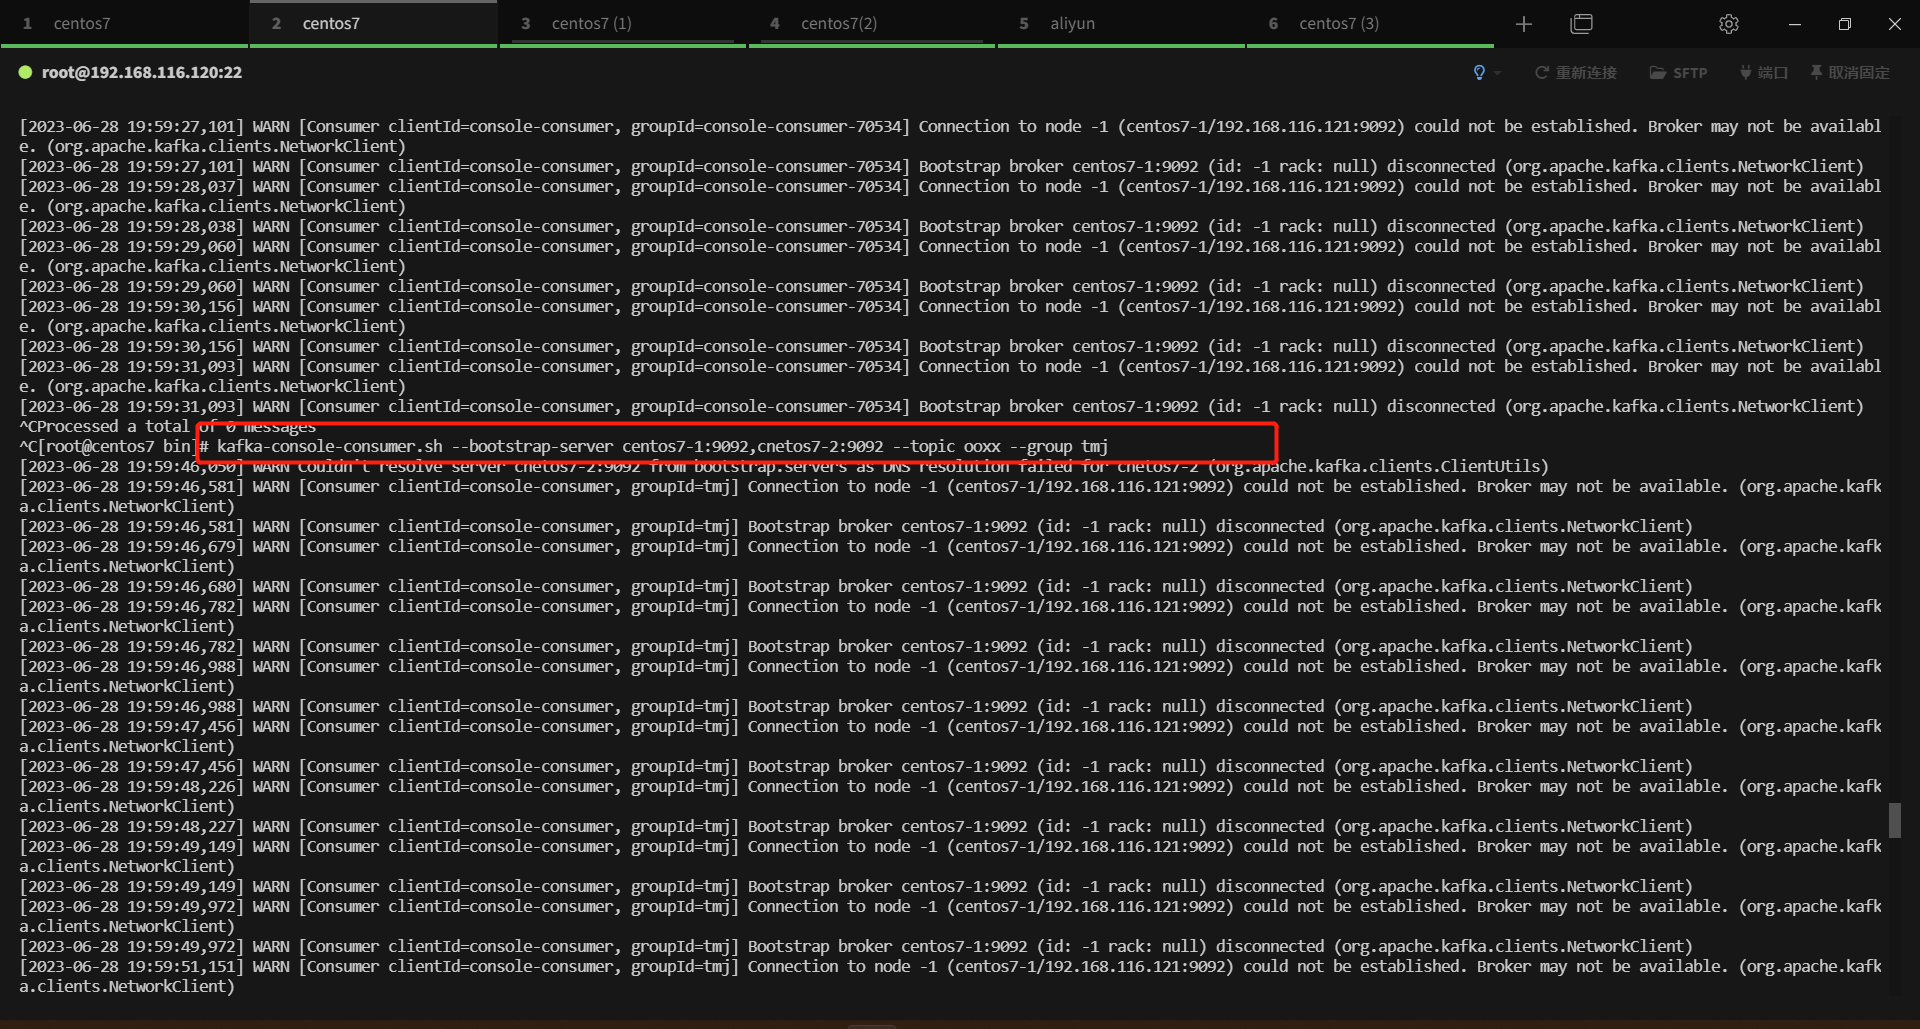 1 centos7
2 centos7
3 centos7 (1)
4 centos7(2)
5 aliyun
6 centos7 (3)
root@192.168.116.120:22
重新连接
SFTP
端口
取消固定
[2023-06-28 19:59:27,101] WARN [Consumer clientId=console-consumer, groupId=console-consumer-70534] Connection to node -1 (centos7-1/192.168.116.121:9092) could not be established. Broker may not be availabl
e. (org.apache.kafka.clients.NetworkClient)
[2023-06-28 19:59:27,101] WARN [Consumer clientId=console-consumer, groupId=console-consumer-70534] Bootstrap broker centos7-1:9092 (id: -1 rack: null) disconnected (org.apache.kafka.clients.NetworkClient)
[2023-06-28 19:59:28,037] WARN [Consumer clientId=console-consumer, groupId=console-consumer-70534] Connection to node -1 (centos7-1/192.168.116.121:9092) could not be established. Broker may not be availabl
e. (org.apache.kafka.clients.NetworkClient)
[2023-06-28 19:59:28,038] WARN [Consumer clientId=console-consumer, groupId=console-consumer-70534] Bootstrap broker centos7-1:9092 (id: -1 rack: null) disconnected (org.apache.kafka.clients.NetworkClient)
[2023-06-28 19:59:29,060] WARN [Consumer clientId=console-consumer, groupId=console-consumer-70534] Connection to node -1 (centos7-1/192.168.116.121:9092) could not be established. Broker may not be availabl
e. (org.apache.kafka.clients.NetworkClient)
[2023-06-28 19:59:29,060] WARN [Consumer clientId=console-consumer, groupId=console-consumer-70534] Bootstrap broker centos7-1:9092 (id: -1 rack: null) disconnected (org.apache.kafka.clients.NetworkClient)
[2023-06-28 19:59:30,156] WARN [Consumer clientId=console-consumer, groupId=console-consumer-70534] Connection to node -1 (centos7-1/192.168.116.121:9092) could not be established. Broker may not be availabl
e. (org.apache.kafka.clients.NetworkClient)
[2023-06-28 19:59:30,156] WARN [Consumer clientId=console-consumer, groupId=console-consumer-70534] Bootstrap broker centos7-1:9092 (id: -1 rack: null) disconnected (org.apache.kafka.clients.NetworkClient)
[2023-06-28 19:59:31,093] WARN [Consumer clientId=console-consumer, groupId=console-consumer-70534] Connection to node -1 (centos7-1/192.168.116.121:9092) could not be established. Broker may not be availabl
e. (org.apache.kafka.clients.NetworkClient)
[2023-06-28 19:59:31,093] WARN [Consumer clientId=console-consumer, groupId=console-consumer-70534] Bootstrap broker centos7-1:9092 (id: -1 rack: null) disconnected (org.apache.kafka.clients.NetworkClient)
^CProcessed a total of 0 messages
^C[root@centos7 bin]# kafka-console-consumer.sh --bootstrap-server centos7-1:9092,cnetos7-2:9092 --topic ooxx --group tmj
[2023-06-28 19:59:46,050] WARN Couldn't resolve server cnetos7-2:9092 from bootstrap.servers as DNS resolution failed for cnetos7-2 (org.apache.kafka.clients.ClientUtils)
[2023-06-28 19:59:46,581] WARN [Consumer clientId=console-consumer, groupId=tmj] Connection to node -1 (centos7-1/192.168.116.121:9092) could not be established. Broker may not be available. (org.apache.kafk
a.clients.NetworkClient)
[2023-06-28 19:59:46,581] WARN [Consumer clientId=console-consumer, groupId=tmj] Bootstrap broker centos7-1:9092 (id: -1 rack: null) disconnected (org.apache.kafka.clients.NetworkClient)
[2023-06-28 19:59:46,679] WARN [Consumer clientId=console-consumer, groupId=tmj] Connection to node -1 (centos7-1/192.168.116.121:9092) could not be established. Broker may not be available. (org.apache.kafk
a.clients.NetworkClient)
[2023-06-28 19:59:46,680] WARN [Consumer clientId=console-consumer, groupId=tmj] Bootstrap broker centos7-1:9092 (id: -1 rack: null) disconnected (org.apache.kafka.clients.NetworkClient)
[2023-06-28 19:59:46,782] WARN [Consumer clientId=console-consumer, groupId=tmj] Connection to node -1 (centos7-1/192.168.116.121:9092) could not be established. Broker may not be available. (org.apache.kafk
a.clients.NetworkClient)
[2023-06-28 19:59:46,782] WARN [Consumer clientId=console-consumer, groupId=tmj] Bootstrap broker centos7-1:9092 (id: -1 rack: null) disconnected (org.apache.kafka.clients.NetworkClient)
[2023-06-28 19:59:46,988] WARN [Consumer clientId=console-consumer, groupId=tmj] Connection to node -1 (centos7-1/192.168.116.121:9092) could not be established. Broker may not be available. (org.apache.kafk
a.clients.NetworkClient)
[2023-06-28 19:59:46,988] WARN [Consumer clientId=console-consumer, groupId=tmj] Bootstrap broker centos7-1:9092 (id: -1 rack: null) disconnected (org.apache.kafka.clients.NetworkClient)
[2023-06-28 19:59:47,456] WARN [Consumer clientId=console-consumer, groupId=tmj] Connection to node -1 (centos7-1/192.168.116.121:9092) could not be established. Broker may not be available. (org.apache.kafk
a.clients.NetworkClient)
[2023-06-28 19:59:47,456] WARN [Consumer clientId=console-consumer, groupId=tmj] Bootstrap broker centos7-1:9092 (id: -1 rack: null) disconnected (org.apache.kafka.clients.NetworkClient)
[2023-06-28 19:59:48,226] WARN [Consumer clientId=console-consumer, groupId=tmj] Connection to node -1 (centos7-1/192.168.116.121:9092) could not be established. Broker may not be available. (org.apache.kafk
a.clients.NetworkClient)
[2023-06-28 19:59:48,227] WARN [Consumer clientId=console-consumer, groupId=tmj] Bootstrap broker centos7-1:9092 (id: -1 rack: null) disconnected (org.apache.kafka.clients.NetworkClient)
[2023-06-28 19:59:49,149] WARN [Consumer clientId=console-consumer, groupId=tmj] Connection to node -1 (centos7-1/192.168.116.121:9092) could not be established. Broker may not be available. (org.apache.kafk
a.clients.NetworkClient)
[2023-06-28 19:59:49,149] WARN [Consumer clientId=console-consumer, groupId=tmj] Bootstrap broker centos7-1:9092 (id: -1 rack: null) disconnected (org.apache.kafka.clients.NetworkClient)
[2023-06-28 19:59:49,972] WARN [Consumer clientId=console-consumer, groupId=tmj] Connection to node -1 (centos7-1/192.168.116.121:9092) could not be established. Broker may not be available. (org.apache.kafk
a.clients.NetworkClient)
[2023-06-28 19:59:49,972] WARN [Consumer clientId=console-consumer, groupId=tmj] Bootstrap broker centos7-1:9092 (id: -1 rack: null) disconnected (org.apache.kafka.clients.NetworkClient)
[2023-06-28 19:59:51,151] WARN [Consumer clientId=console-consumer, groupId=tmj] Connection to node -1 (centos7-1/192.168.116.121:9092) could not be established. Broker may not be available. (org.apache.kafk
a.clients.NetworkClient)